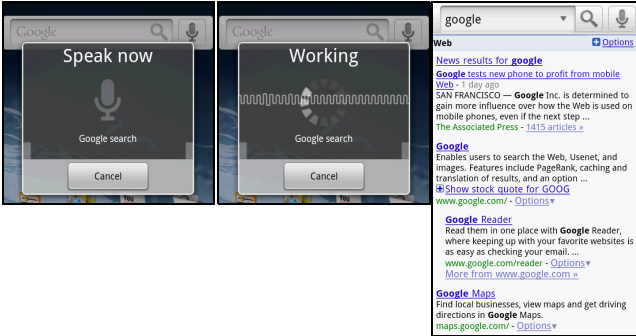 Google
Speak now
Google search
Cancel
Google
Working
Google search
Cancel
google
Web
Options
News results for google
Google tests new phone to profit from mobile
Web - 1 day ago
SAN FRANCISCO — Google Inc. is determined to
gain more influence over how the Web is used on
mobile phones, even if the next step ...
The Associated Press - 1415 articles »
Google
Enables users to search the Web, Usenet, and
images. Features include PageRank, caching and
translation of results, and an option ...
Show stock quote for GOOG
www.google.com/ - Options▼
Google Reader
Read them in one place with Google Reader,
where keeping up with your favorite websites is
as easy as checking your email. ...
www.google.com/reader - Options▼
More from www.google.com »
Google Maps
Find local businesses, view maps and get driving
directions in Google Maps.
maps.google.com/ - Options▼